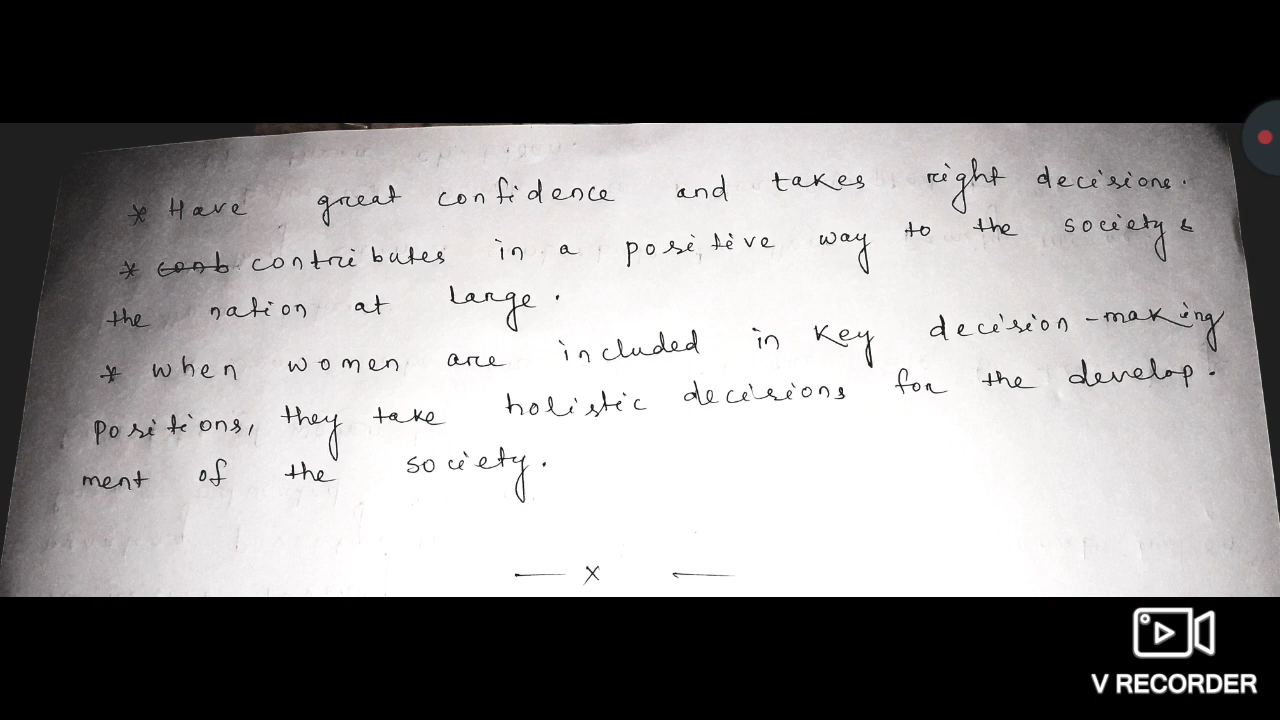 * Have great confidence and takes right decisions.
* contributes in a positive way to the society &
the nation at large.
* when women are included in key decision-making
positions, they take holistic decisions for the develop-
ment of the society.
— x —
V RECORDER